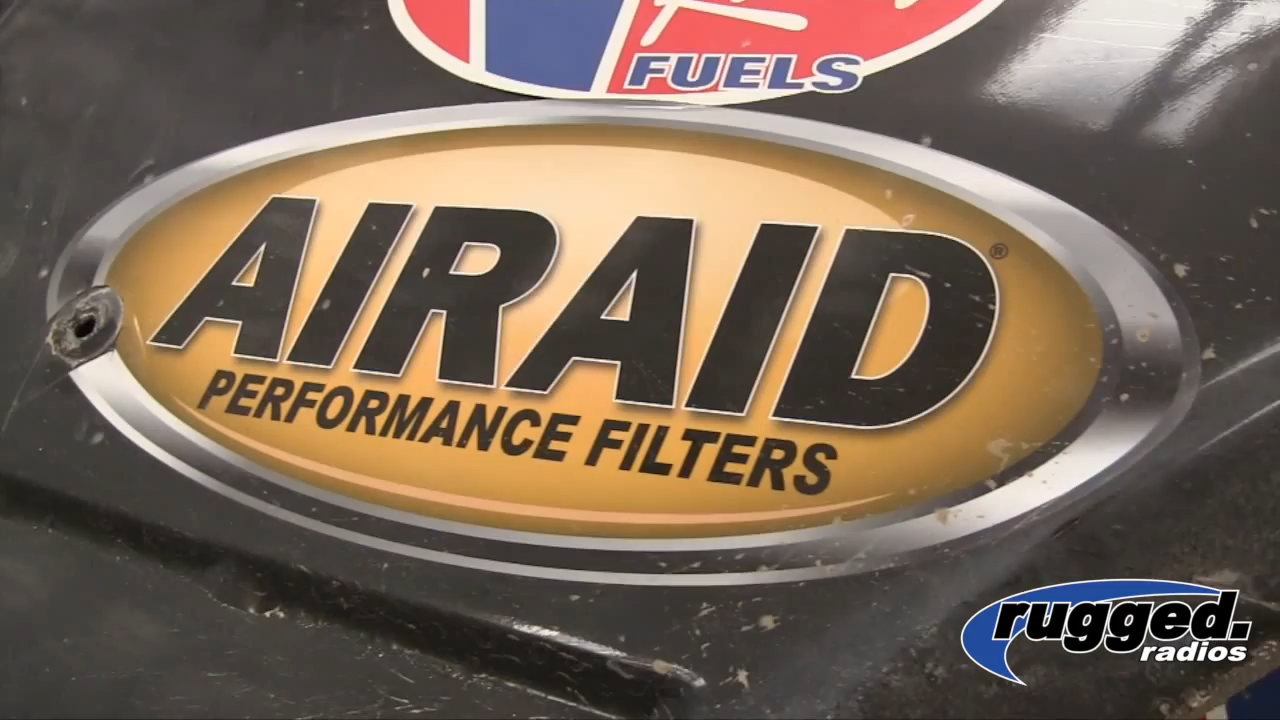 FUELS
AIRAID®
PERFORMANCE FILTERS
rugged.
radios